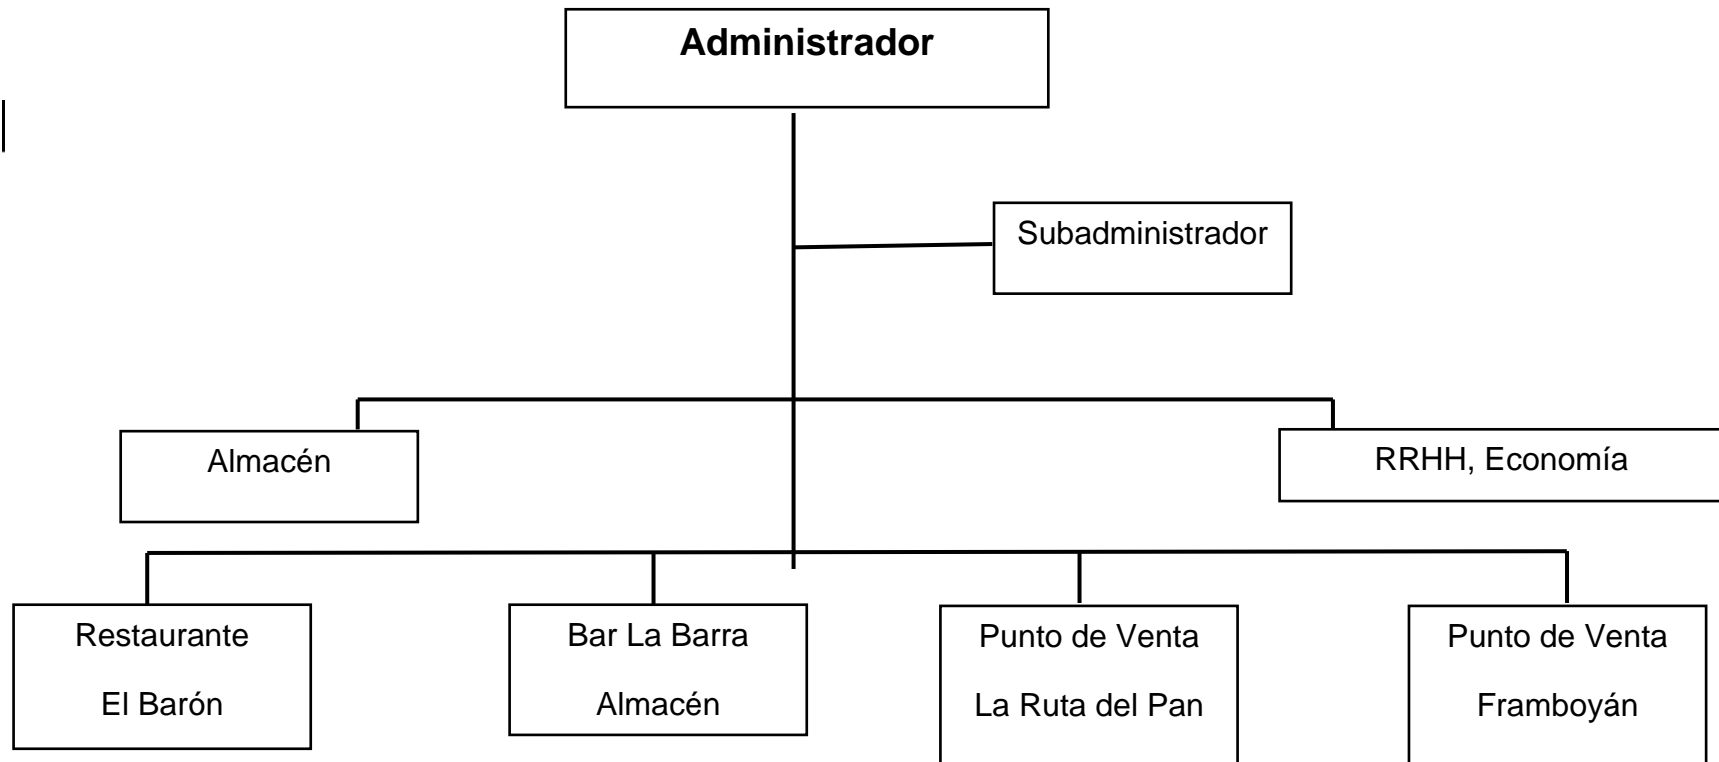 Administrador
Subadministrador
Almacén
RRHH, Economía
Restaurante
El Barón
Bar La Barra
Almacén
Punto de Venta
La Ruta del Pan
Punto de Venta
Framboyán